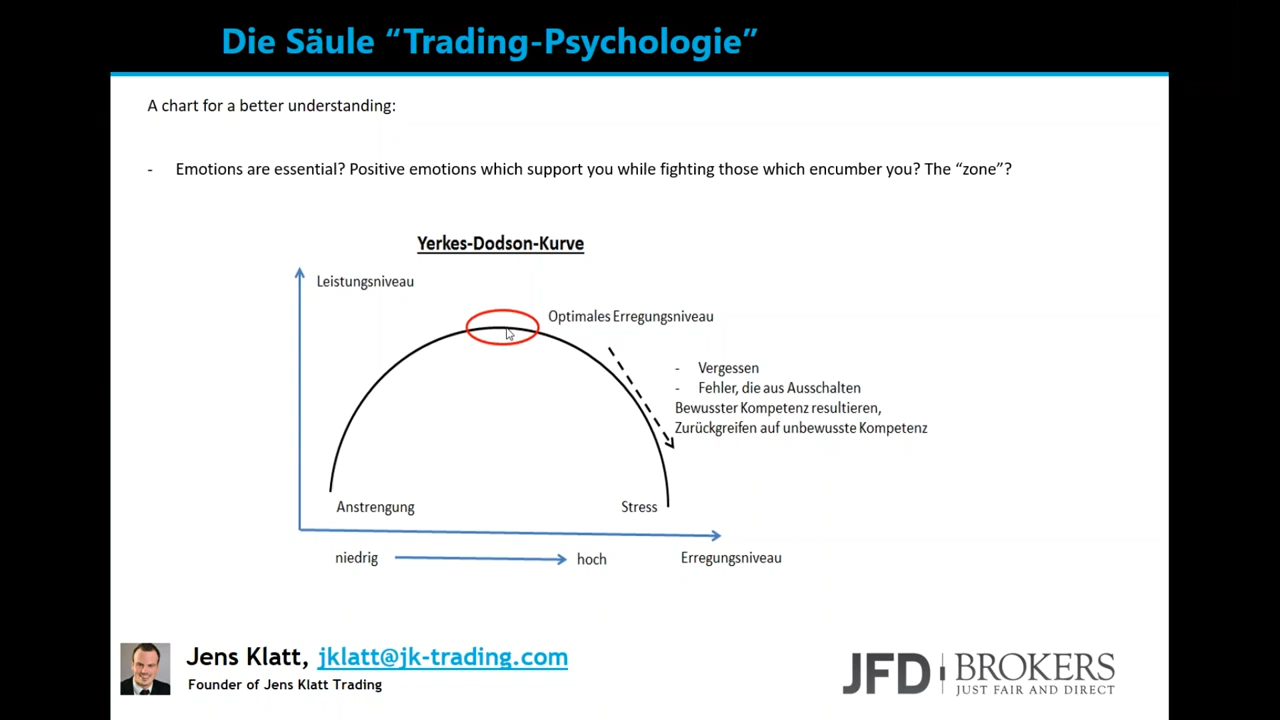 Die Säule “Trading-Psychologie”
A chart for a better understanding:
- Emotions are essential? Positive emotions which support you while fighting those which encumber you? The “zone”?
Yerkes-Dodson-Kurve
Leistungsniveau
Optimales Erregungsniveau
- Vergessen
- Fehler, die aus Ausschalten
Bewusster Kompetenz resultieren,
Zurückgreifen auf unbewusste Kompetenz
Anstrengung
Stress
niedrig
hoch
Erregungsniveau
Jens Klatt, jklatt@jk-trading.com
Founder of Jens Klatt Trading
JFD BROKERS
JUST FAIR AND DIRECT